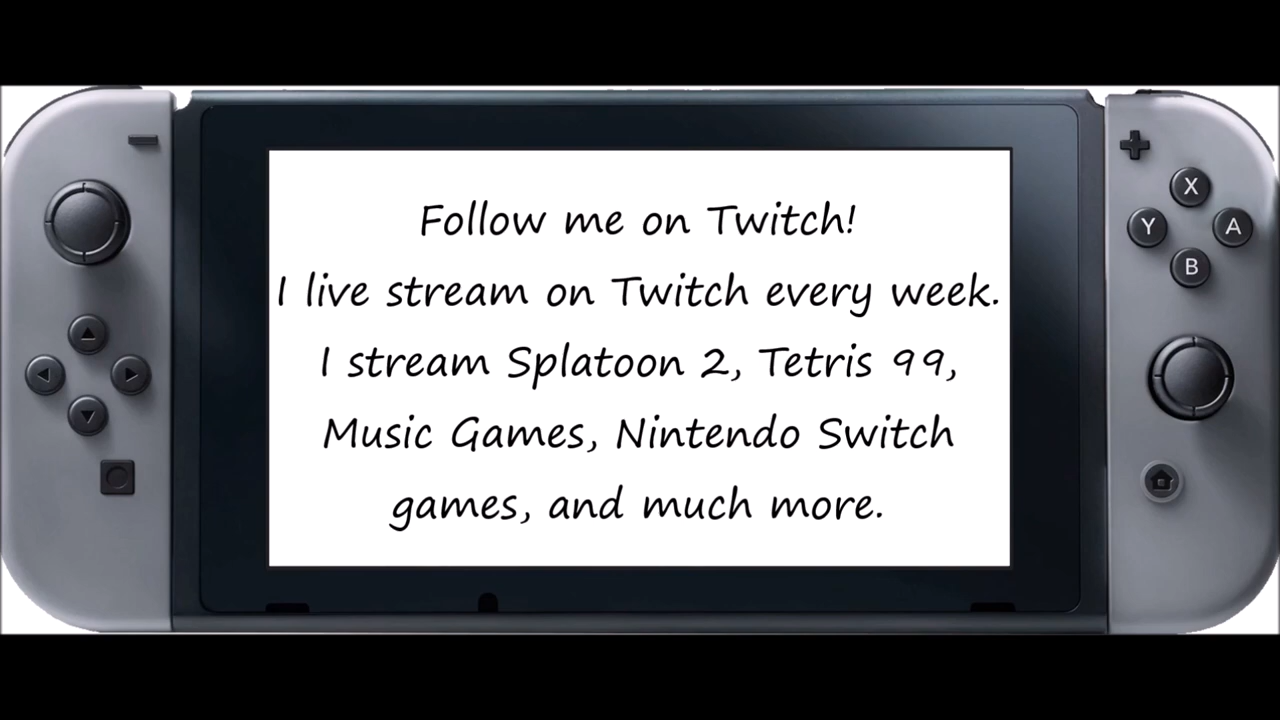 Follow me on Twitch!
I live stream on Twitch every week.
I stream Splatoon 2, Tetris 99,
Music Games, Nintendo Switch
games, and much more.
X
Y A
B